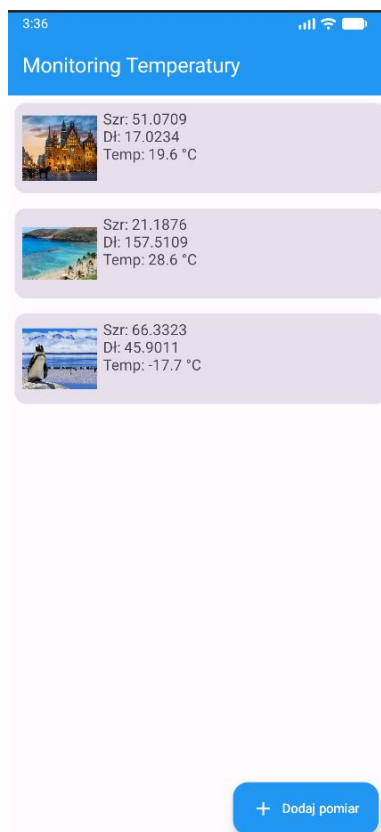 3:36
Monitoring Temperatury
Szr: 51.0709
Dł: 17.0234
Temp: 19.6 °C
Szr: 21.1876
Dł: 157.5109
Temp: 28.6 °C
Szr: 66.3323
Dł: 45.9011
Temp: -17.7 °C
+ Dodaj pomiar